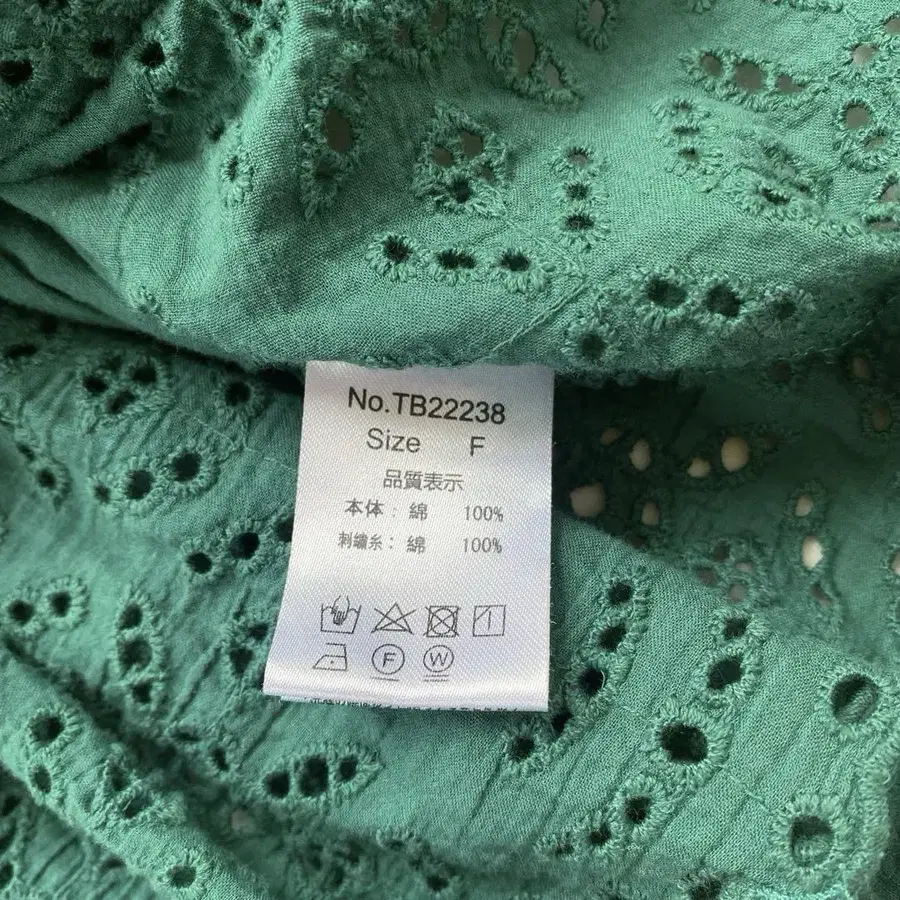 No.TB22238
Size F
品質表示
本体：綿 100%
刺繍糸：綿 100%
F W